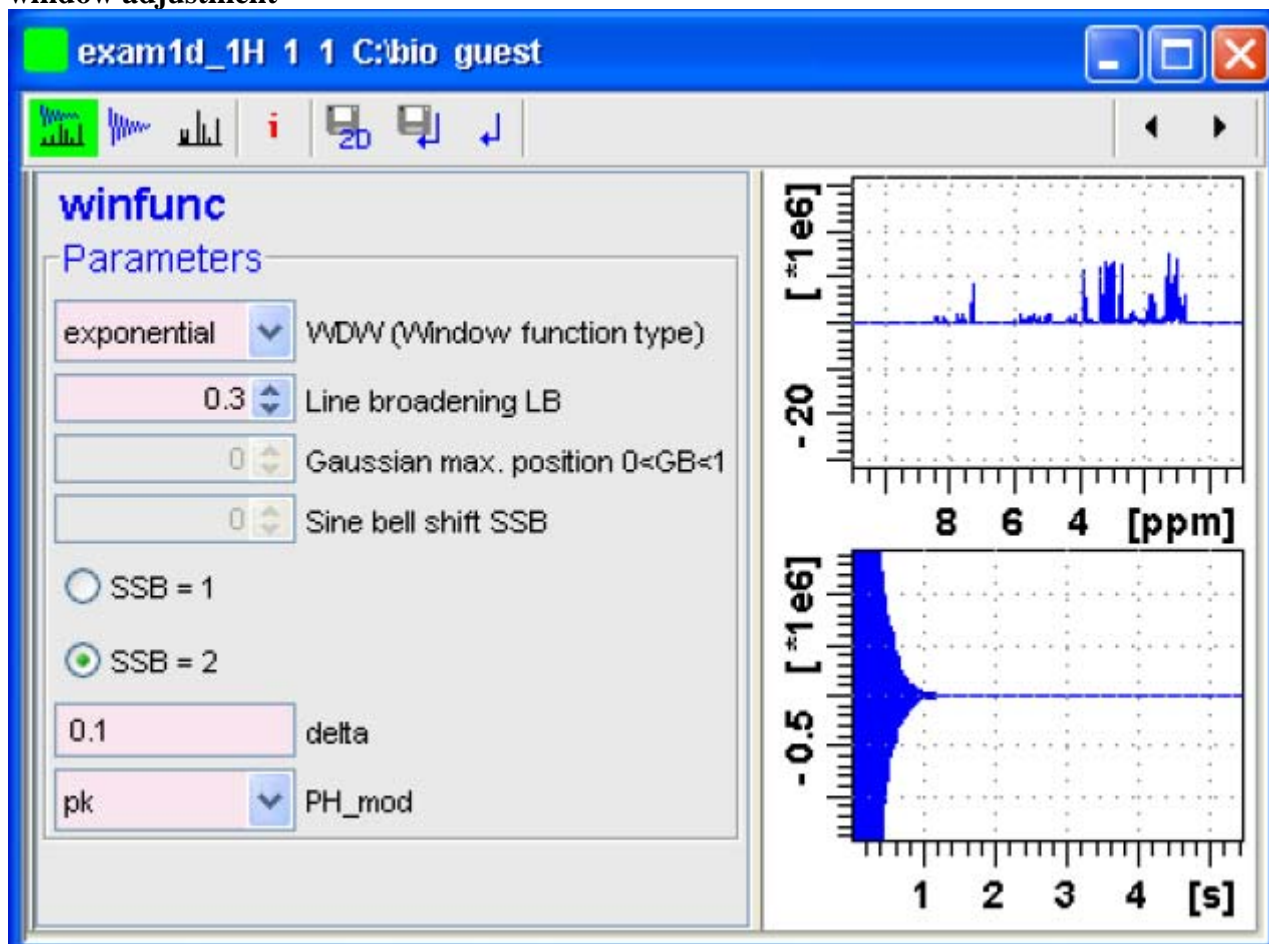 window adjustment
exam1d_1H 1 1 C:\bio guest
i 2D
winfunc
Parameters
exponential WDW (Window function type)
0.3 Line broadening LB
0 Gaussian max. position 0<GB<1
0 Sine bell shift SSB
SSB = 1
SSB = 2
0.1 delta
pk PH_mod
[ *1e6]
- 20
8 6 4 [ppm]
[ *1e6]
- 0.5
1 2 3 4 [s]